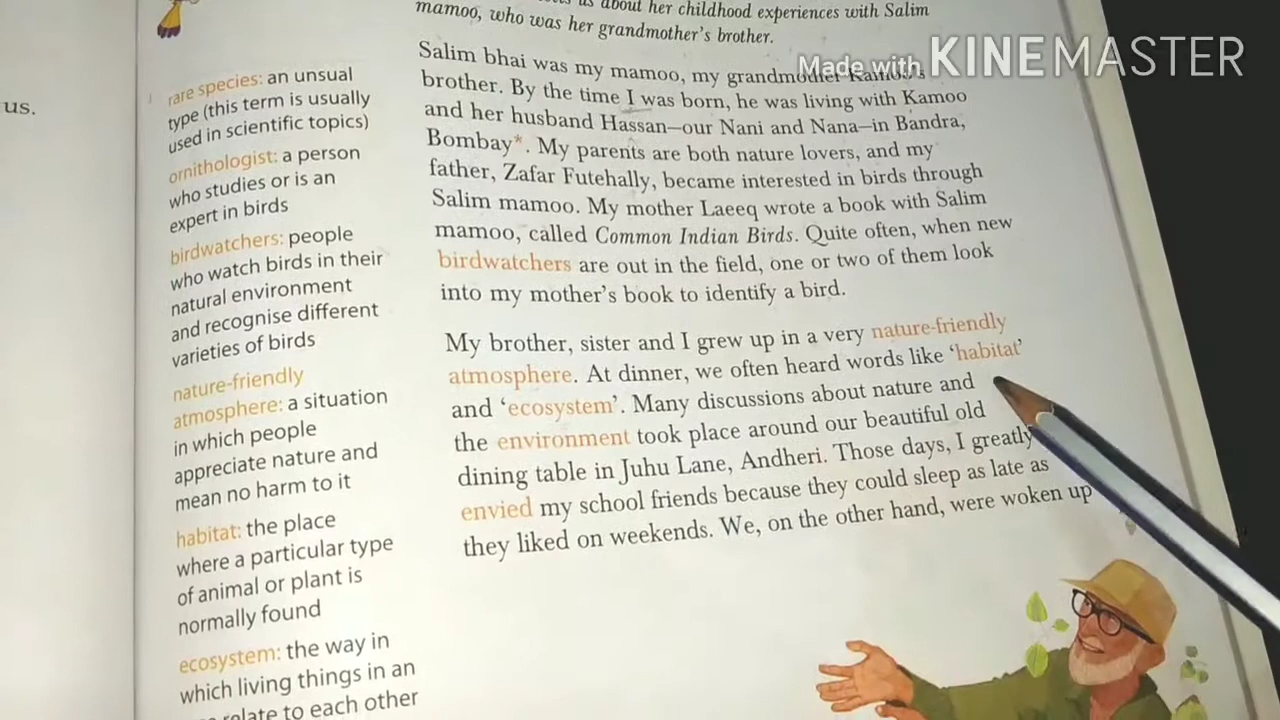 us.
us about her childhood experiences with Salim
mamoo, who was her grandmother's brother.
Made with KINEMASTER
rare species: an unsual
type (this term is usually
used in scientific topics)
ornithologist: a person
who studies or is an
expert in birds
birdwatchers: people
who watch birds in their
natural environment
and recognise different
varieties of birds
nature-friendly
atmosphere: a situation
in which people
appreciate nature and
mean no harm to it
habitat: the place
where a particular type
of animal or plant is
normally found
ecosystem: the way in
which living things in an
relate to each other
Salim bhai was my mamoo, my grandmother Kamoo's
brother. By the time I was born, he was living with Kamoo
and her husband Hassan—our Nani and Nana—in Bandra,
Bombay*. My parents are both nature lovers, and my
father, Zafar Futehally, became interested in birds through
Salim mamoo. My mother Laeeq wrote a book with Salim
mamoo, called Common Indian Birds. Quite often, when new
birdwatchers are out in the field, one or two of them look
into my mother's book to identify a bird.
My brother, sister and I grew up in a very nature-friendly
atmosphere. At dinner, we often heard words like ‘habitat’
and ‘ecosystem’. Many discussions about nature and
the environment took place around our beautiful old
dining table in Juhu Lane, Andheri. Those days, I greatly
envied my school friends because they could sleep as late as
they liked on weekends. We, on the other hand, were woken up